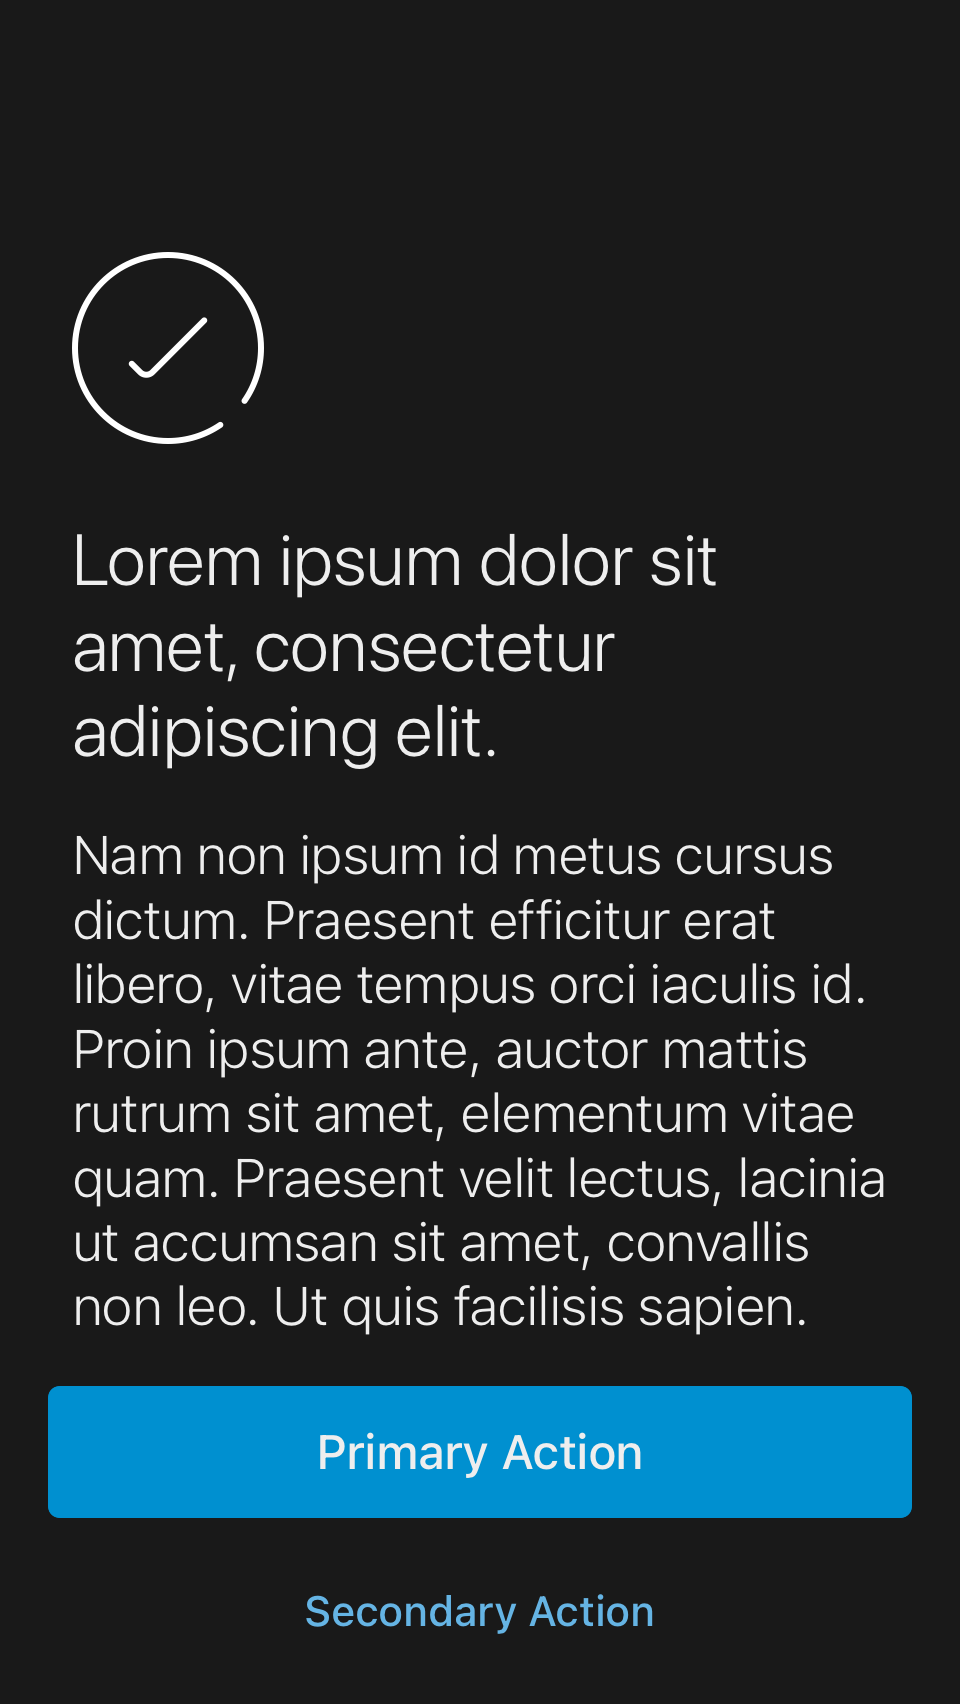 Lorem ipsum dolor sit
amet, consectetur
adipiscing elit.
Nam non ipsum id metus cursus
dictum. Praesent efficitur erat
libero, vitae tempus orci iaculis id.
Proin ipsum ante, auctor mattis
rutrum sit amet, elementum vitae
quam. Praesent velit lectus, lacinia
ut accumsan sit amet, convallis
non leo. Ut quis facilisis sapien.
Primary Action
Secondary Action